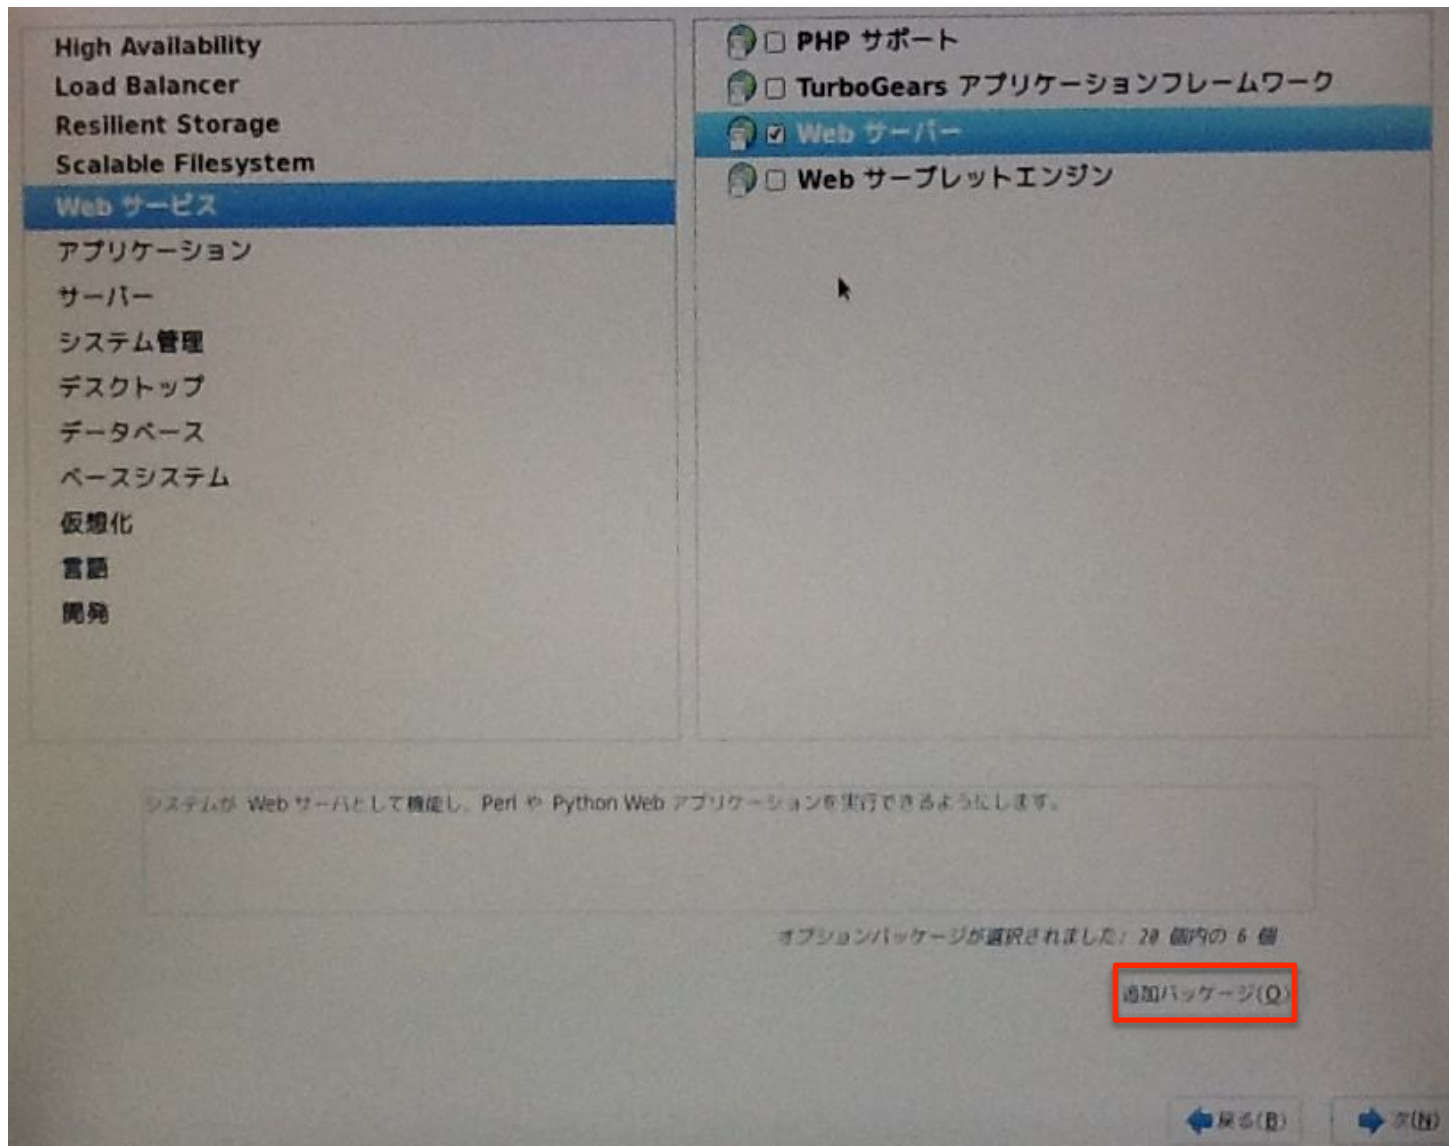 High Availability
Load Balancer
Resilient Storage
Scalable Filesystem
Web サービス
アプリケーション
サーバー
システム管理
デスクトップ
データベース
ベースシステム
仮想化
言語
開発
PHP サポート
TurboGears アプリケーションフレームワーク
Web サーバー
Web サーブレットエンジン
システムが Web サーバとして機能し、Perl や Python Web アプリケーションを実行できるようにします。
オプションパッケージが選択されました: 20 個内の 6 個
追加パッケージ(O)
戻る(B)
次(N)